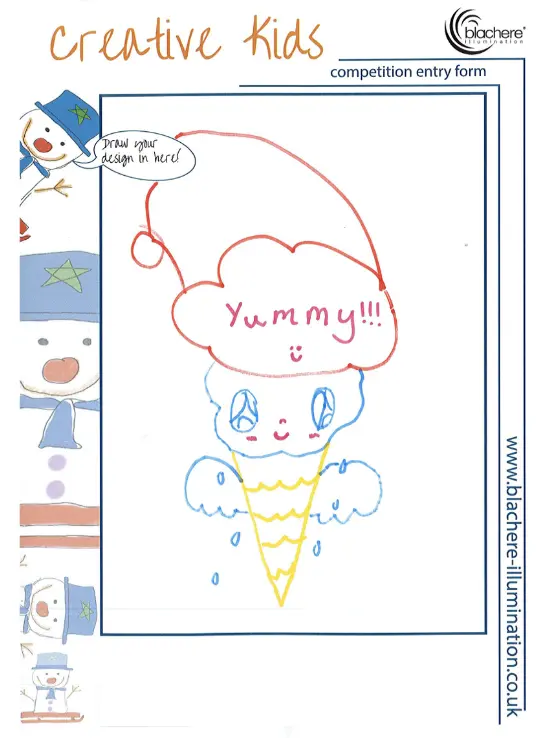 Creative Kids
blachere
illumination
competition entry form
Draw your
design in here!
Yummy!!!
www.blachere-illumination.co.uk